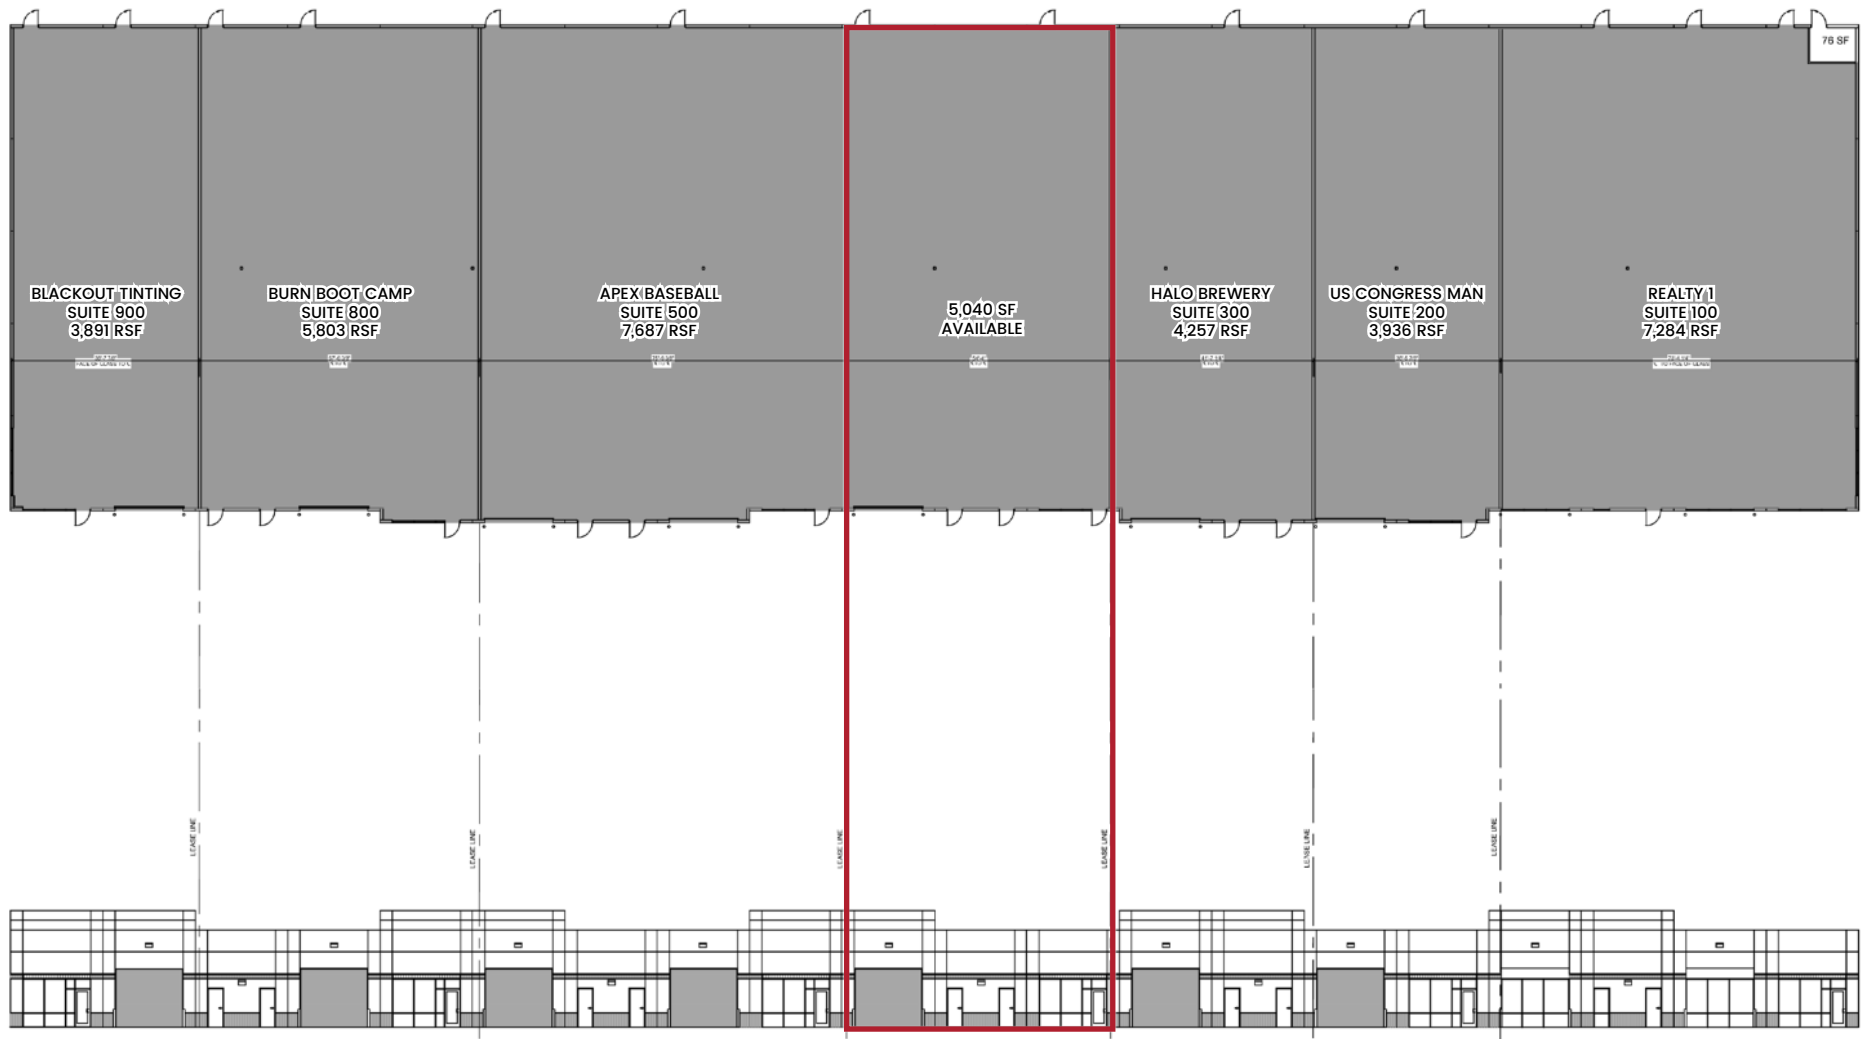 76 SF
BLACKOUT TINTING
SUITE 900
3,891 RSF
BURN BOOT CAMP
SUITE 800
5,803 RSF
APEX BASEBALL
SUITE 500
7,687 RSF
5,040 SF
AVAILABLE
HALO BREWERY
SUITE 300
4,257 RSF
US CONGRESS MAN
SUITE 200
3,936 RSF
REALTY 1
SUITE 100
7,284 RSF
LEASE LINE
LEASE LINE
LEASE LINE
LEASE LINE
LEASE LINE
LEASE LINE